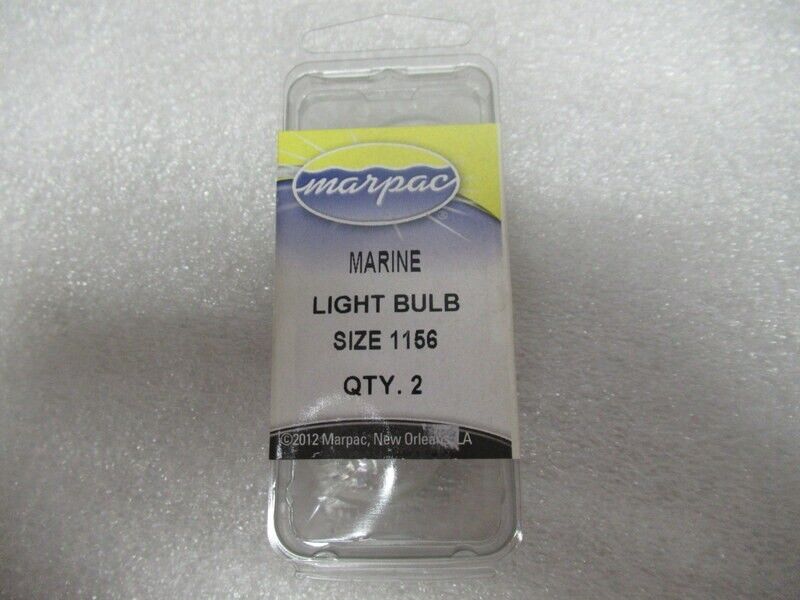 marpac
®
MARINE
LIGHT BULB
SIZE 1156
QTY. 2
©2012 Marpac, New Orleans, LA